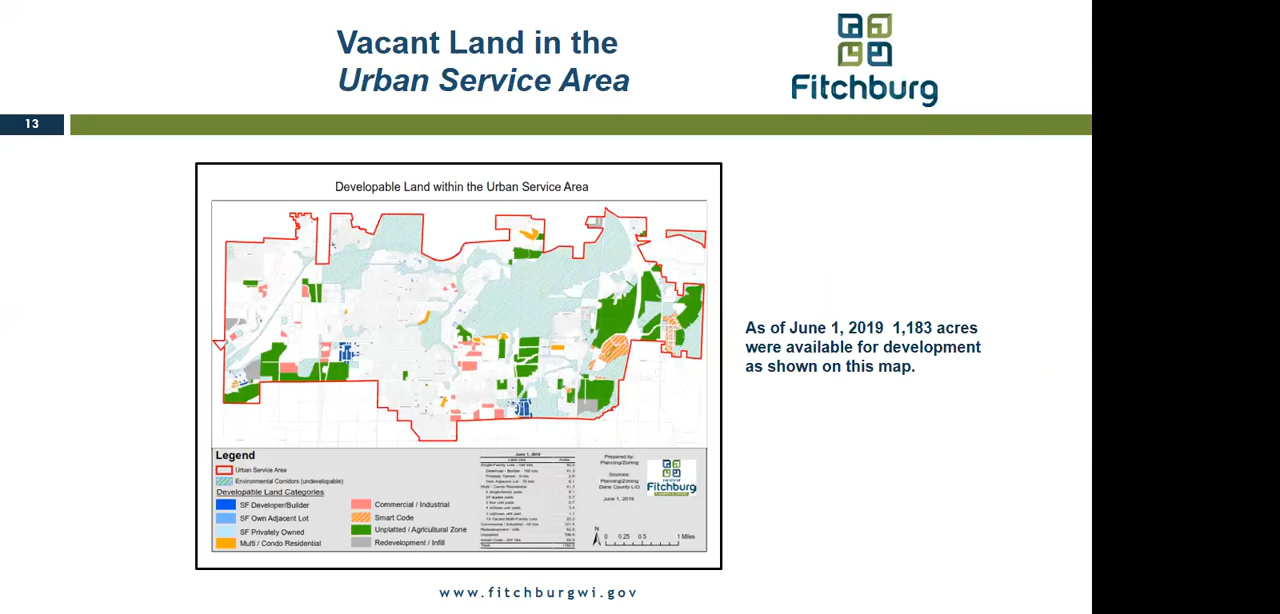 Vacant Land in the
Urban Service Area
Fitchburg
13
Developable Land within the Urban Service Area
As of June 1, 2019 1,183 acres
were available for development
as shown on this map.
Legend
Urban Service Area
Environmental Corridors (undevelopable)
Developable Land Categories
SF Developer/Builder
SF Own Adjacent Lot
SF Privately Owned
Multi / Condo Residential
Commercial / Industrial
Smart Code
Unplatted / Agricultural Zone
Redevelopment / Infill
June 1, 2019
Land Use
Acres
Prepared by:
Planning/Zoning
Sources:
Planning/Zoning
Dane County LIO
June 1, 2019
Fitchburg
N
0 0.25 0.5 1 Miles
www.fitchburgwi.gov